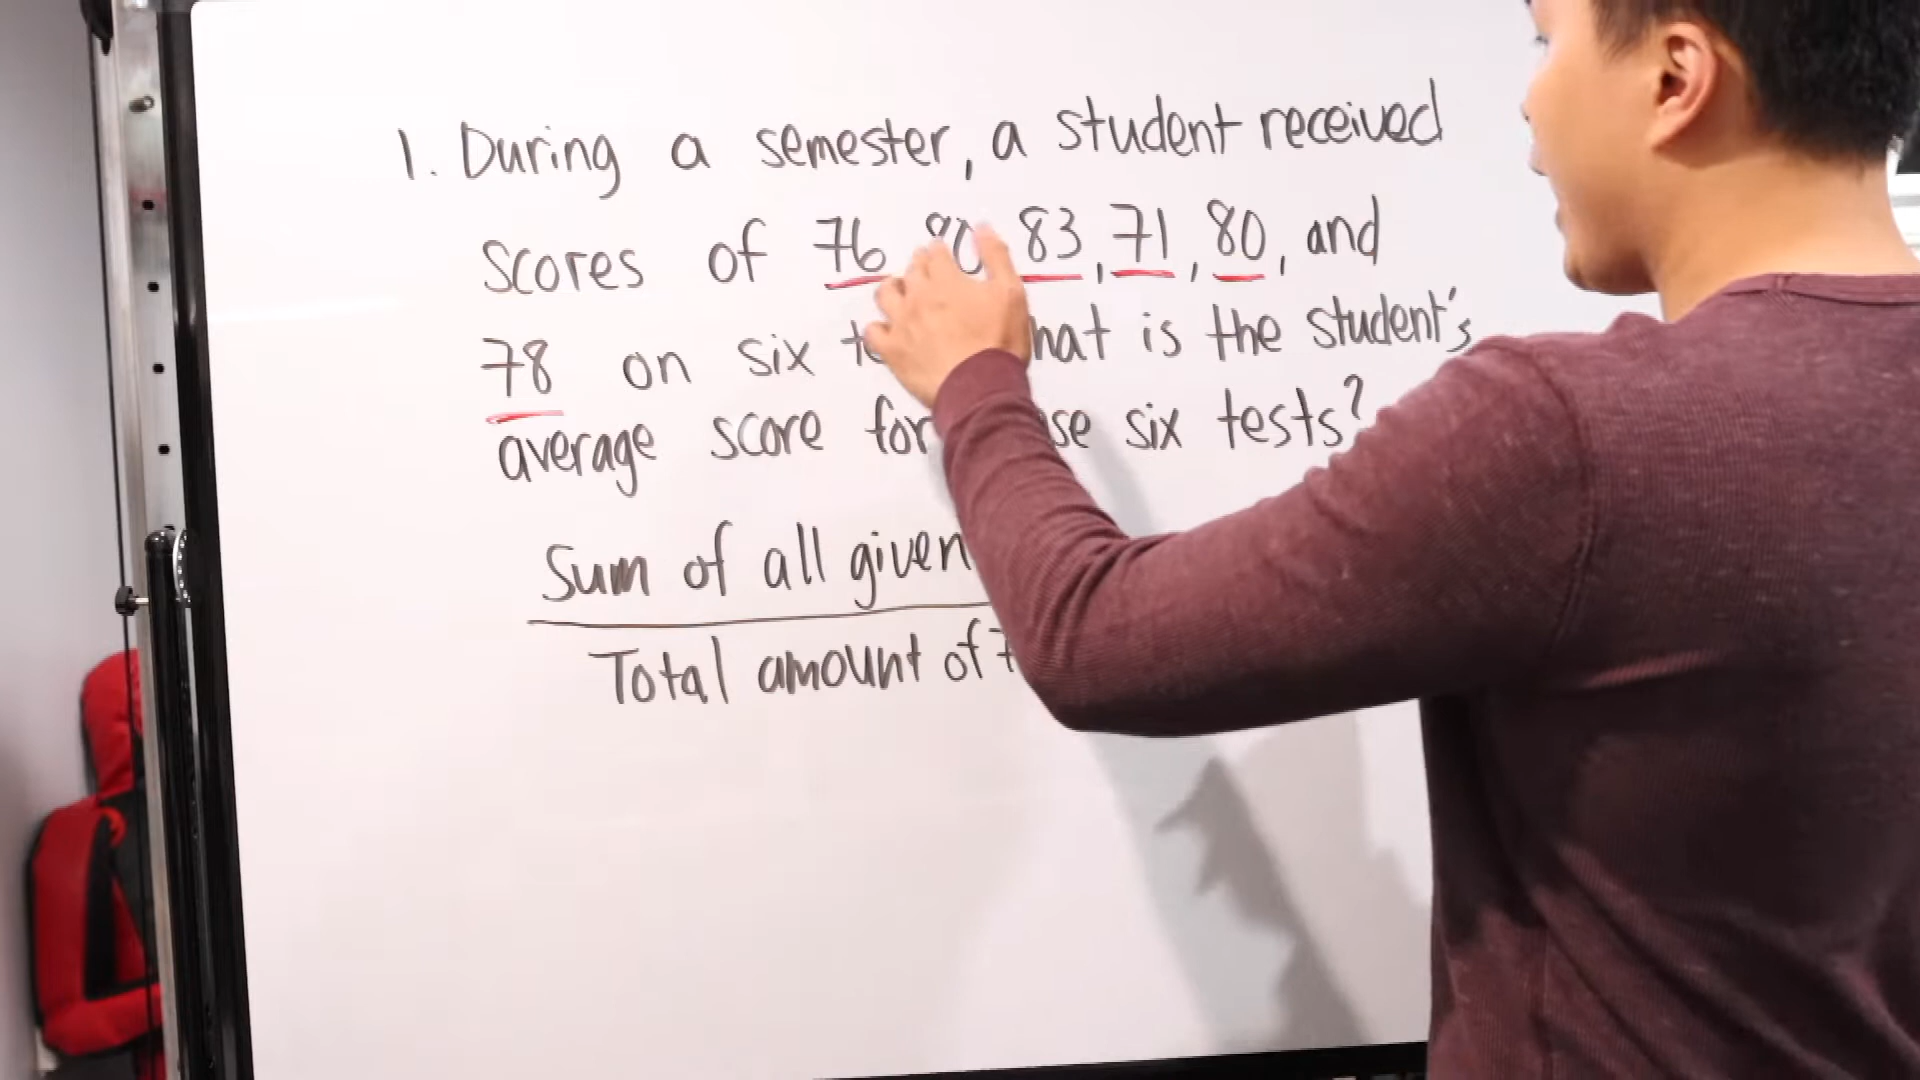 1. During a semester, a student received
scores of 76 83, 71, 80, and
78 on six is the student's
average score for six tests?
Sum of all given
Total amount of